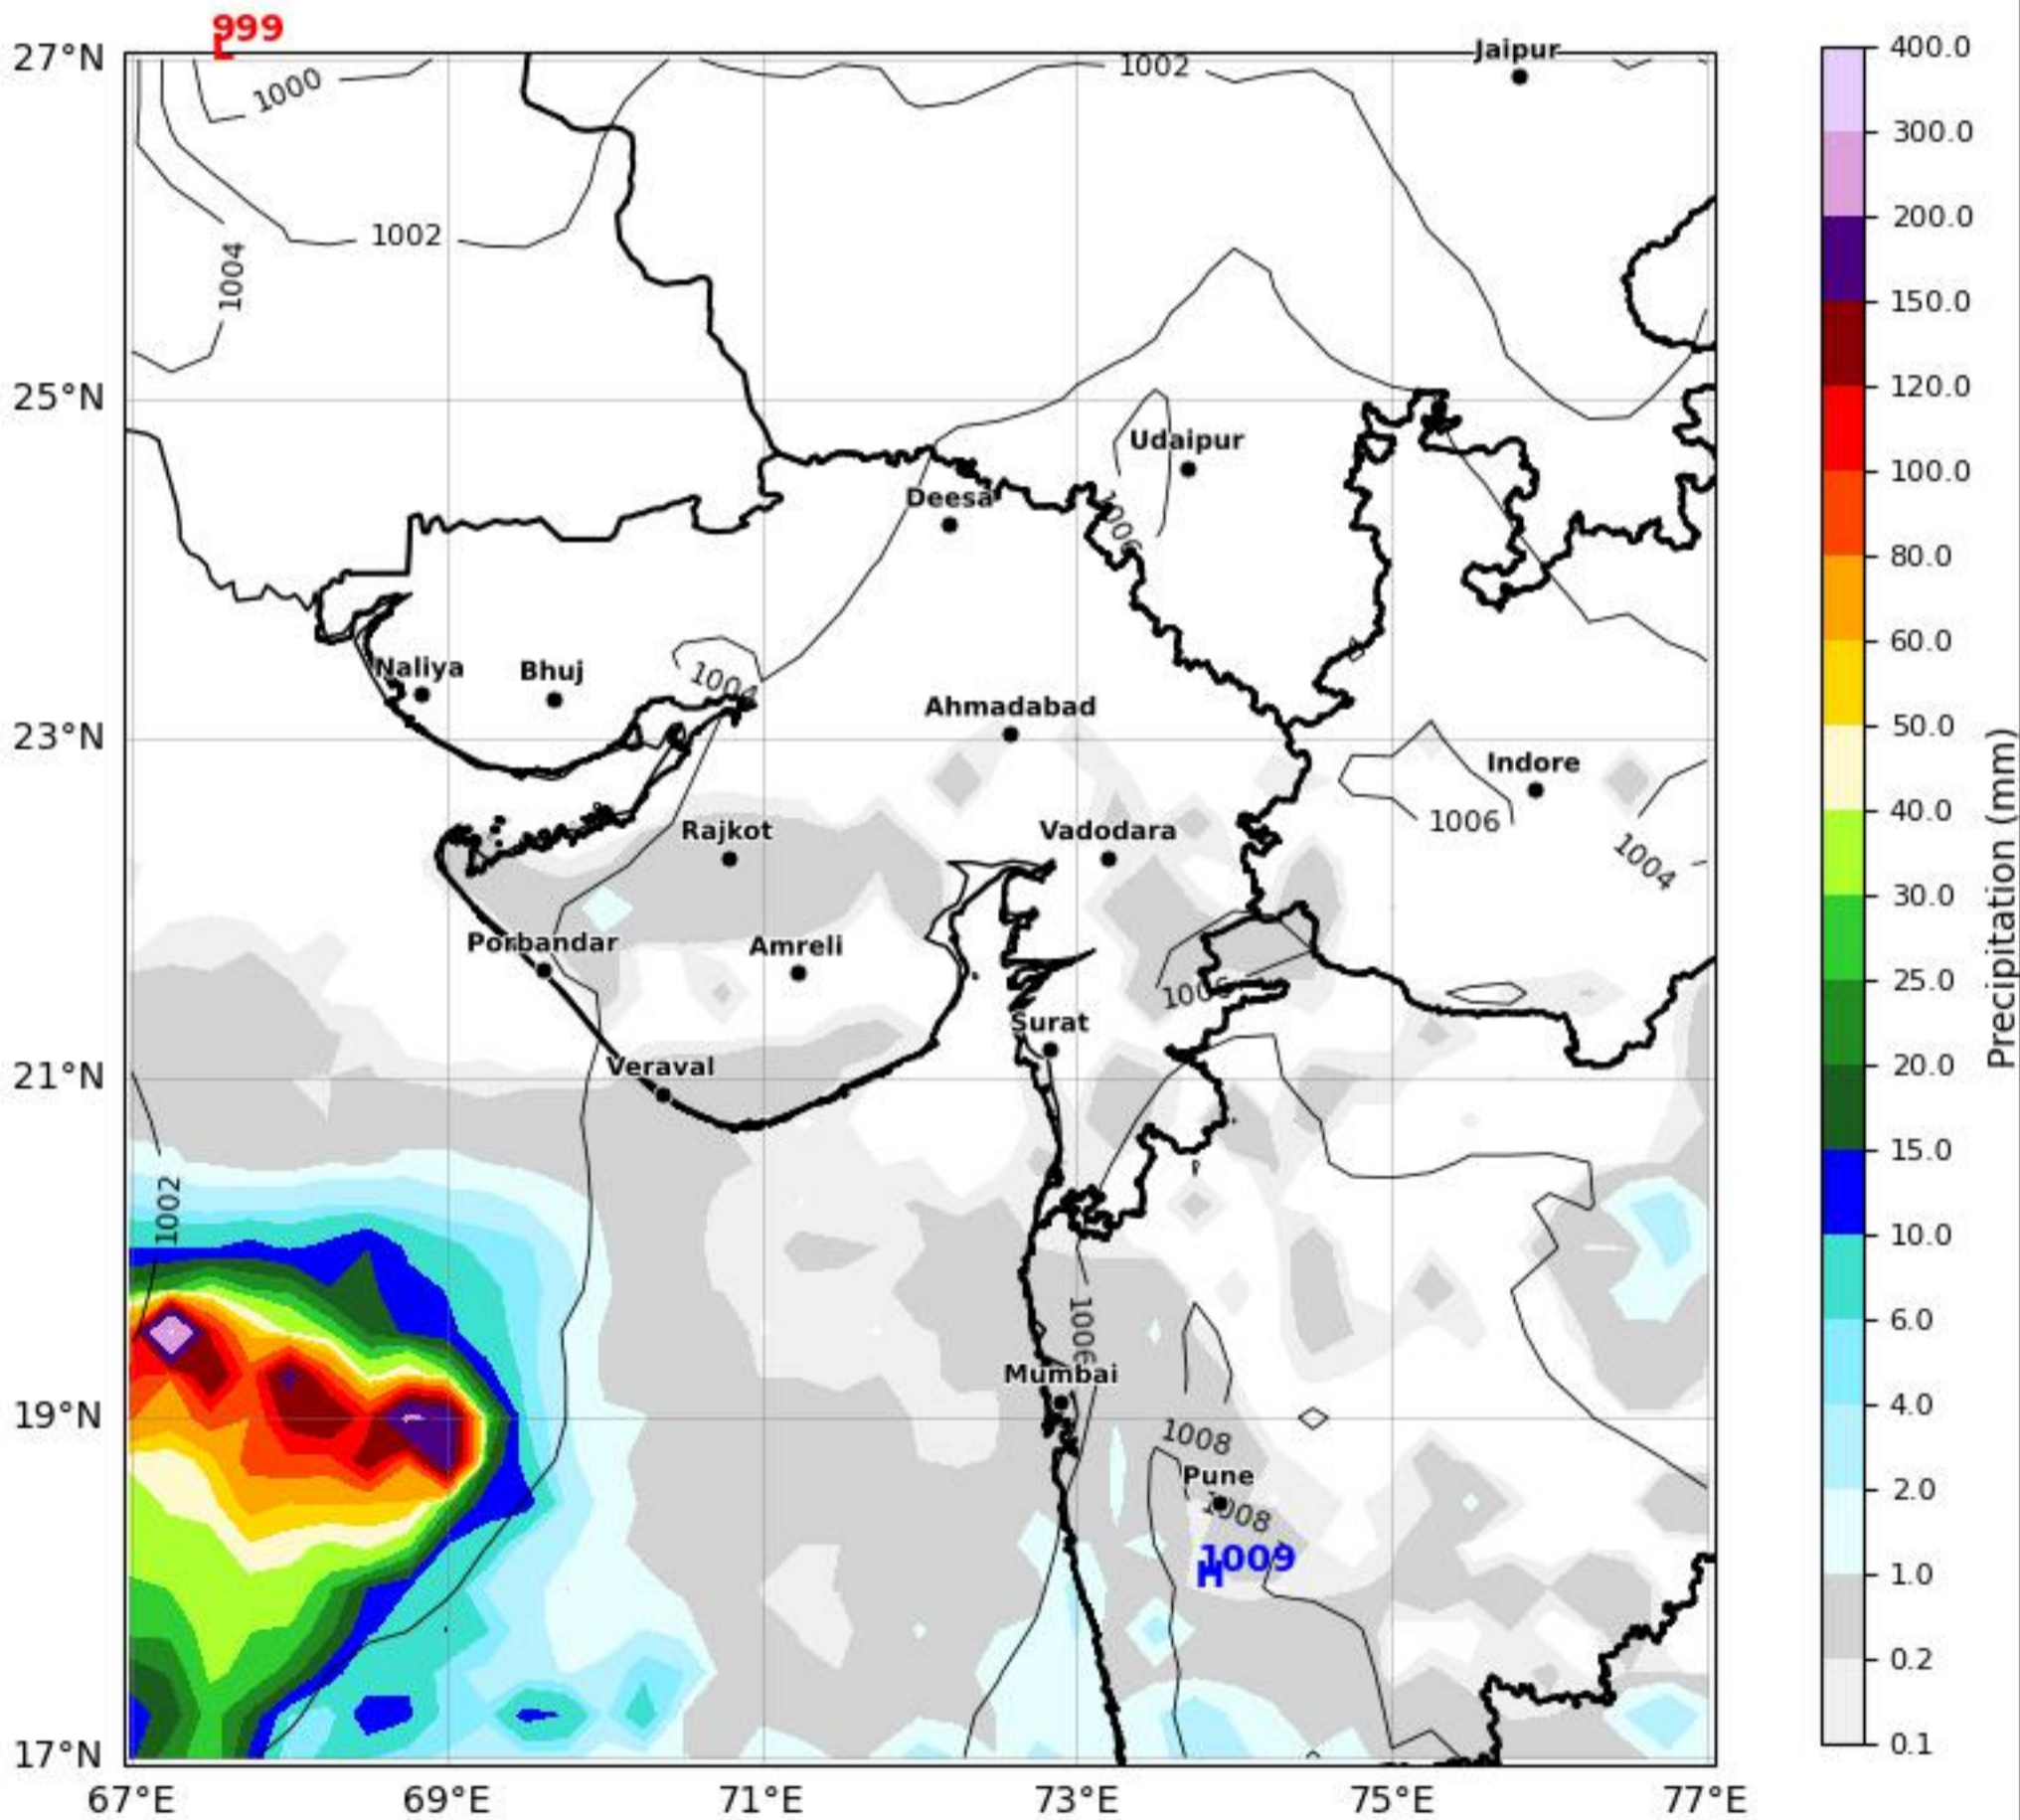 999
L
27°N
25°N
23°N
21°N
19°N
17°N
67°E
69°E
71°E
73°E
75°E
77°E
1000
1002
Jaipur
1002
1004
Udaipur
Deesa
1006
Naliya
Bhuj
1004
Ahmadabad
Indore
1006
1004
Rajkot
Vadodara
Porbandar
Amreli
1006
Surat
Veraval
1002
1006
Mumbai
1008
Pune
1008
1009
H
400.0
300.0
200.0
150.0
120.0
100.0
80.0
60.0
50.0
40.0
30.0
25.0
20.0
15.0
10.0
6.0
4.0
2.0
1.0
0.2
0.1
Precipitation (mm)